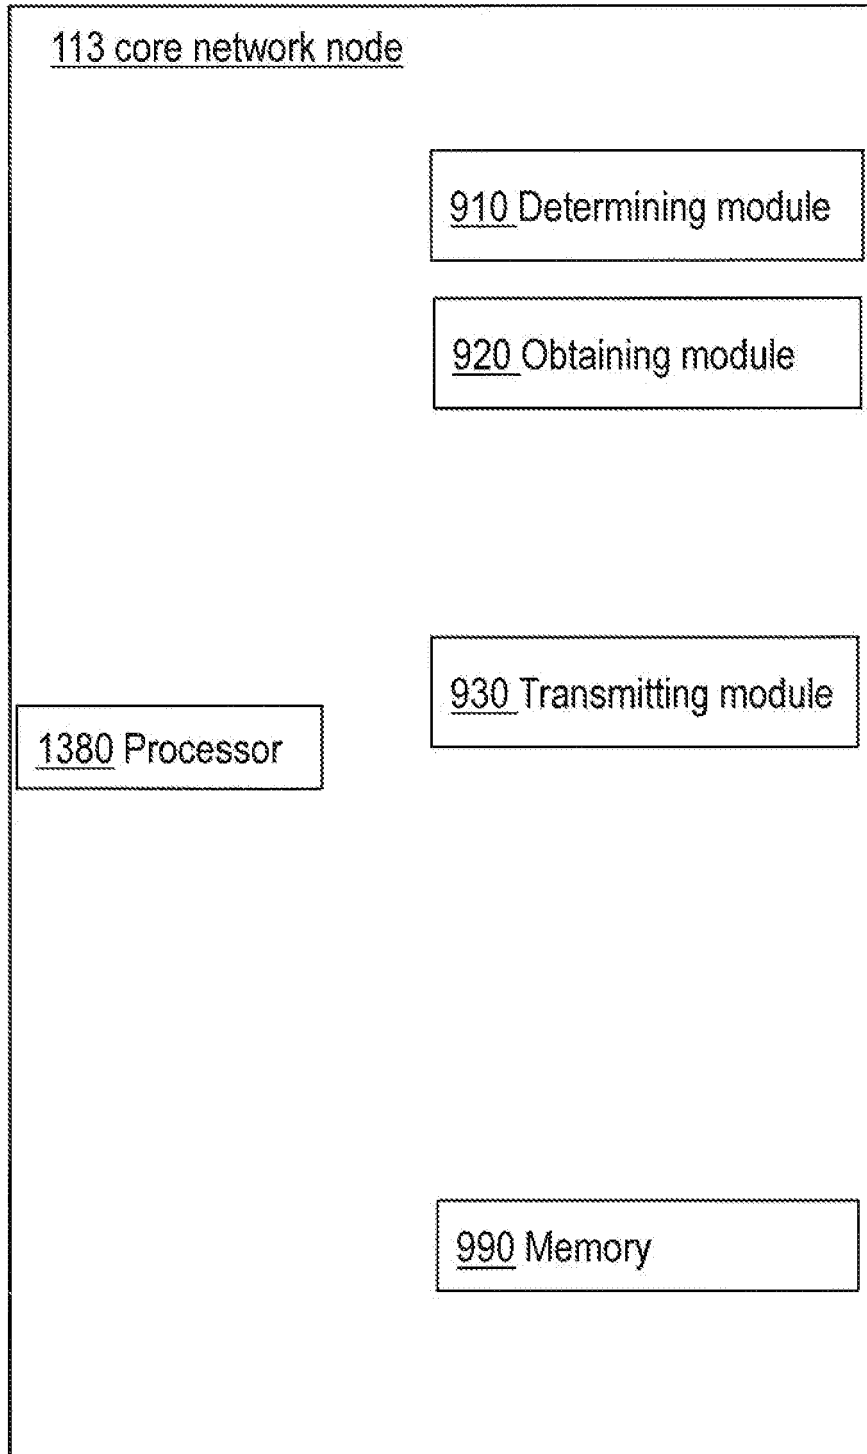 113 core network node
910 Determining module
920 Obtaining module
930 Transmitting module
1380 Processor
990 Memory